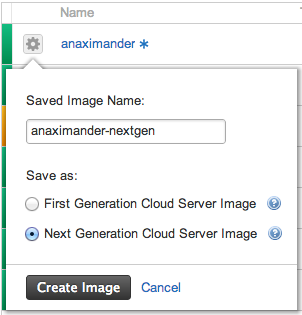 Name
anaximander *
Saved Image Name:
anaximander-nextgen
Save as:
First Generation Cloud Server Image ?
Next Generation Cloud Server Image ?
Create Image Cancel